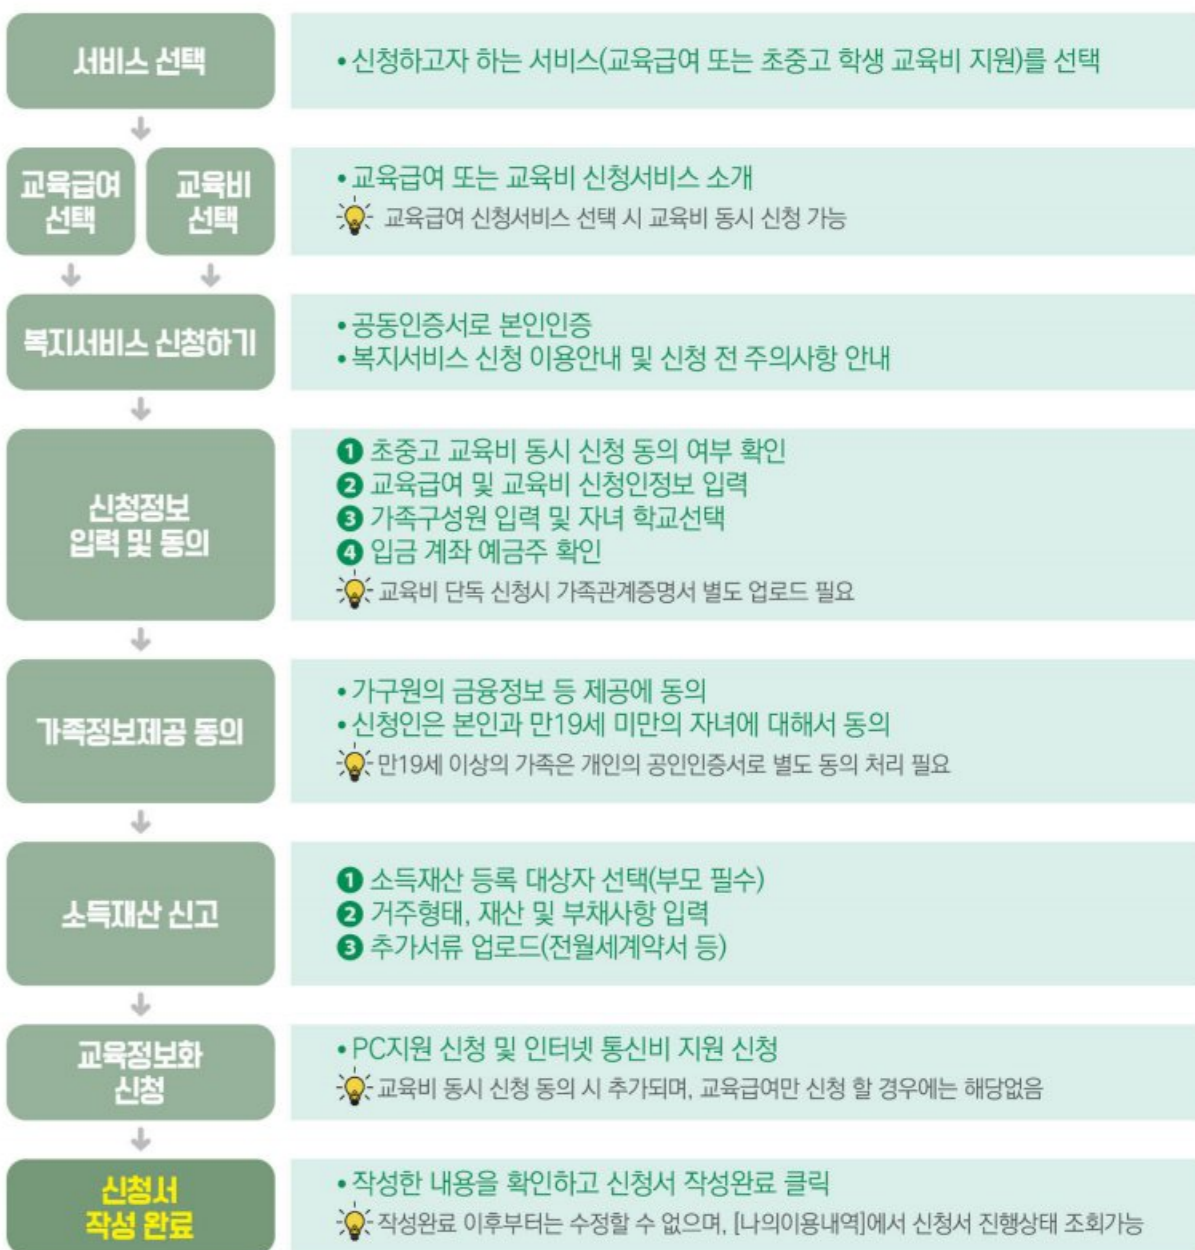 서비스 선택
• 신청하고자 하는 서비스(교육급여 또는 초중고 학생 교육비 지원)를 선택
교육급여
선택
교육비
선택
• 교육급여 또는 교육비 신청서비스 소개
교육급여 신청서비스 선택 시 교육비 동시 신청 가능
복지서비스 신청하기
• 공동인증서로 본인인증
• 복지서비스 신청 이용안내 및 신청 전 주의사항 안내
신청정보
입력 및 동의
❶ 초중고 교육비 동시 신청 동의 여부 확인
❷ 교육급여 및 교육비 신청인정보 입력
❸ 가족구성원 입력 및 자녀 학교선택
❹ 입금 계좌 예금주 확인
교육비 단독 신청시 가족관계증명서 별도 업로드 필요
가족정보제공 동의
• 가구원의 금융정보 등 제공에 동의
• 신청인은 본인과 만19세 미만의 자녀에 대해서 동의
만19세 이상의 가족은 개인의 공인인증서로 별도 동의 처리 필요
소득재산 신고
❶ 소득재산 등록 대상자 선택(부모 필수)
❷ 거주형태, 재산 및 부채사항 입력
❸ 추가서류 업로드(전월세계약서 등)
교육정보화
신청
• PC지원 신청 및 인터넷 통신비 지원 신청
교육비 동시 신청 동의 시 추가되며, 교육급여만 신청 할 경우에는 해당없음
신청서
작성 완료
• 작성한 내용을 확인하고 신청서 작성완료 클릭
작성완료 이후부터는 수정할 수 없으며, [나의이용내역]에서 신청서 진행상태 조회가능